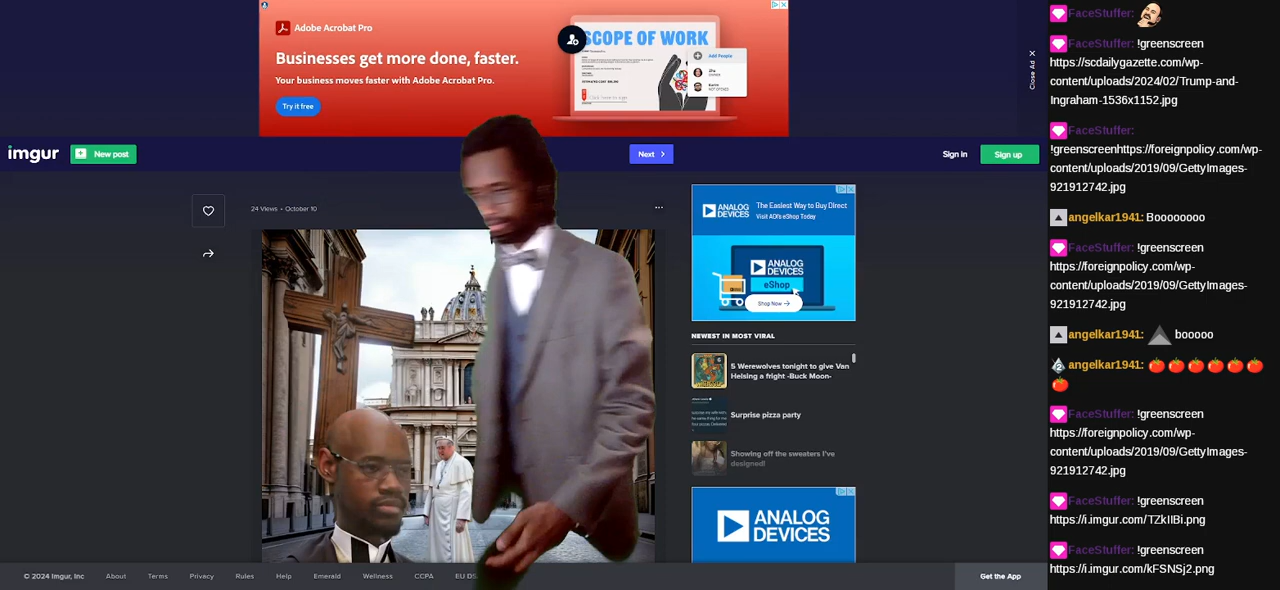 Adobe Acrobat Pro
Businesses get more done, faster.
Your business moves faster with Adobe Acrobat Pro.
Try it free
SCOPE OF WORK
Add People
Close Ad X
imgur
New post
Next
Sign in
Sign up
24 Views • October 10
ANALOG
DEVICES
The Easiest Way to Buy Direct
Visit ADI's eShop Today
ANALOG
DEVICES
eShop
Shop Now
NEWEST IN MOST VIRAL
5 Werewolves tonight to give Van
Helsing a fright -Buck Moon-
Surprise pizza party
Showing off the sweaters I've
designed!
ANALOG
DEVICES
© 2024 Imgur, Inc
About
Terms
Privacy
Rules
Help
Emerald
Wellness
CCPA
EU DS
Get the App
FaceStuffer:
FaceStuffer: !greenscreen
https://scdailygazette.com/wp-
content/uploads/2024/02/Trump-and-
Ingraham-1536x1152.jpg
FaceStuffer:
!greenscreenhttps://foreignpolicy.com/wp-
content/uploads/2019/09/GettyImages-
921912742.jpg
angelkar1941: Boooooooo
FaceStuffer: !greenscreen
https://foreignpolicy.com/wp-
content/uploads/2019/09/GettyImages-
921912742.jpg
angelkar1941: booooo
angelkar1941: 🍅🍅🍅🍅🍅🍅
🍅
FaceStuffer: !greenscreen
https://foreignpolicy.com/wp-
content/uploads/2019/09/GettyImages-
921912742.jpg
FaceStuffer: !greenscreen
https://i.imgur.com/TZkIIBi.png
FaceStuffer: !greenscreen
https://i.imgur.com/kFSNSj2.png